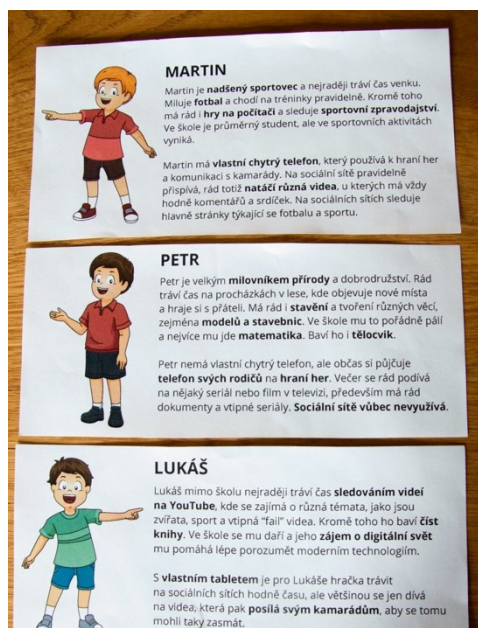 MARTIN
Martin je nadšený sportovec a nejraději tráví čas venku.
Miluje fotbal a chodí na tréninky pravidelně. Kromě toho
má rád i hry na počítači a sleduje sportovní zpravodajství.
Ve škole je průměrný student, ale ve sportovních aktivitách
vyniká.
Martin má vlastní chytrý telefon, který používá k hraní her
a komunikaci s kamarády. Na sociální sítě pravidelně
přispívá, rád totiž natáčí různá videa, u kterých má vždy
hodně komentářů a srdíček. Na sociálních sítích sleduje
hlavně stránky týkající se fotbalu a sportu.
PETR
Petr je velkým milovníkem přírody a dobrodružství. Rád
tráví čas na procházkách v lese, kde objevuje nové místa
a hraje si s přáteli. Má rád i stavění a tvoření různých věcí,
zejména modelů a stavebnic. Ve škole mu to pořádně pálí
a nejvíce mu jde matematika. Baví ho i tělocvik.
Petr nemá vlastní chytrý telefon, ale občas si půjčuje
telefon svých rodičů na hraní her. Večer se rád podívá
na nějaký seriál nebo film v televizi, především má rád
dokumenty a vtipné seriály. Sociální sítě vůbec nevyužívá.
LUKÁŠ
Lukáš mimo školu nejraději tráví čas sledováním videí
na YouTube, kde se zajímá o různá témata, jako jsou
zvířata, sport a vtipná "fail" videa. Kromě toho ho baví číst
knihy. Ve škole se mu daří a jeho zájem o digitální svět
mu pomáhá lépe porozumět moderním technologiím.
S vlastním tabletem je pro Lukáše hračka trávit
na sociálních sítích hodně času, ale většinou se jen dívá
na videa, která pak posílá svým kamarádům, aby se tomu
mohli taky zasmát.